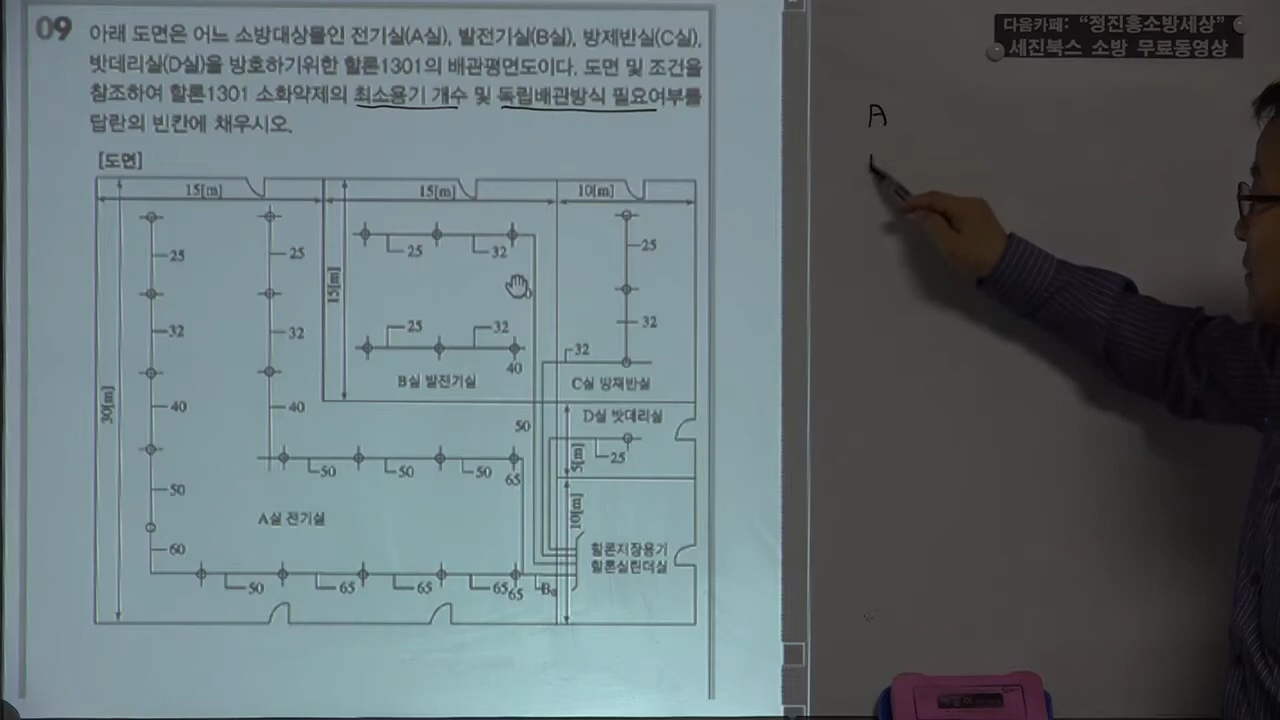 09 아래 도면은 어느 소방대상물인 전기실(A실), 발전기실(B실), 방제반실(C실),
밧데리실(D실)을 방호하기위한 할론1301의 배관평면도이다. 도면 및 조건을
참조하여 할론1301 소화약제의 최소용기 개수 및 독립배관방식 필요여부를
답란의 빈칸에 채우시오.
[도면]
다음카페: "정진홍소방세상"
세진북스 소방 무료동영상
A
15[m]
15[m]
10[m]
25
25
25
32
25
15[m]
32
32
25
32
32
40
B실 발전기실
C실 방재반실
30[m]
40
40
D실 밧데리실
50
5[m]
25
50
50
50
65
50
10[m]
A실 전기실
60
할론저장용기
할론실린더실
50
65
65
65
65